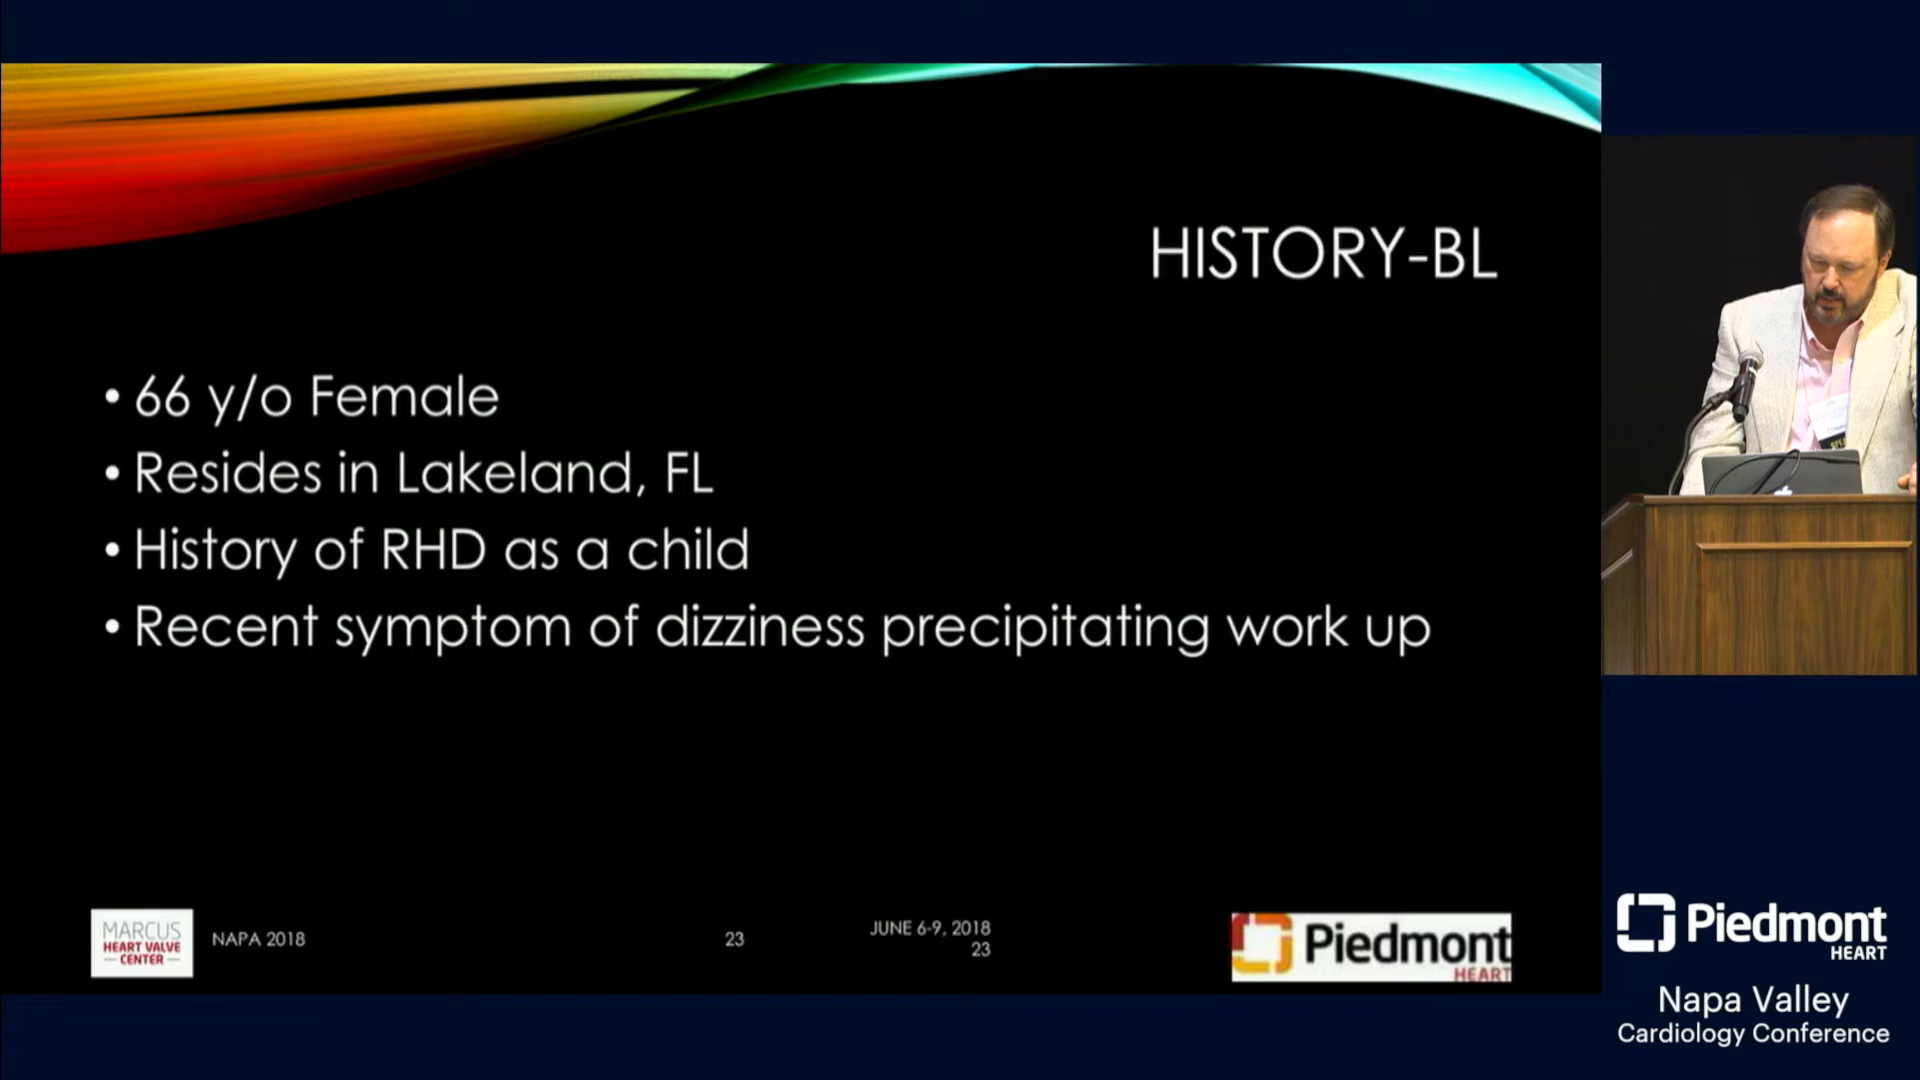 HISTORY-BL
• 66 y/o Female
• Resides in Lakeland, FL
• History of RHD as a child
• Recent symptom of dizziness precipitating work up
MARCUS
HEART VALVE
CENTER
NAPA 2018
23
JUNE 6-9, 2018
23
Piedmont
HEART
Piedmont
HEART
Napa Valley
Cardiology Conference